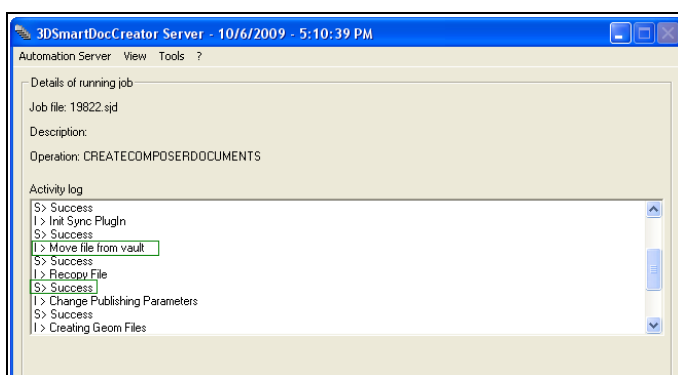 3DSmartDocCreator Server - 10/6/2009 - 5:10:39 PM
Automation Server View Tools ?
Details of running job
Job file: 19822.sjd
Description:
Operation: CREATECOMPOSERDOCUMENTS
Activity log
S> Success
I > Init Sync PlugIn
S> Success
I > Move file from vault
S> Success
I > Recopy File
S> Success
I > Change Publishing Parameters
S> Success
I > Creating Geom Files